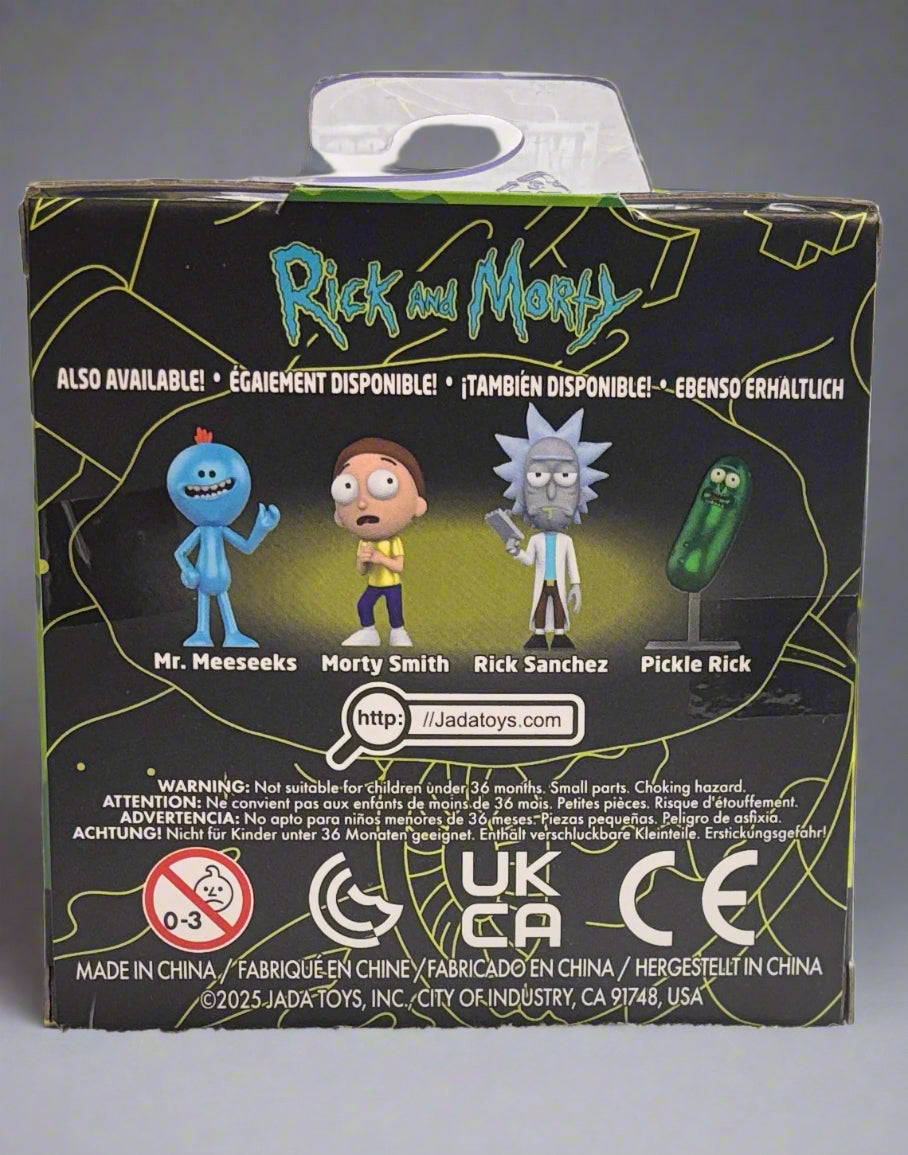 RICK AND MORTY
ALSO AVAILABLE! • ÉGAIEMENT DISPONIBLE! • ¡TAMBIÉN DISPONIBLE! • EBENSO ERHÄLTLICH
Mr. Meeseeks Morty Smith Rick Sanchez Pickle Rick
http: //Jadatoys.com
WARNING: Not suitable for children under 36 months. Small parts. Choking hazard.
ATTENTION: Ne convient pas aux enfants de moins de 36 mois. Petites pièces. Risque d'étouffement.
ADVERTENCIA: No apto para niños menores de 36 meses. Piezas pequeñas. Peligro de asfixia.
ACHTUNG! Nicht für Kinder unter 36 Monaten geeignet. Enthält verschluckbare Kleinteile. Erstickungsgefahr!
0-3
UK
CA
CE
MADE IN CHINA / FABRIQUÉ EN CHINE / FABRICADO EN CHINA / HERGESTELLT IN CHINA
©2025 JADA TOYS, INC., CITY OF INDUSTRY, CA 91748, USA